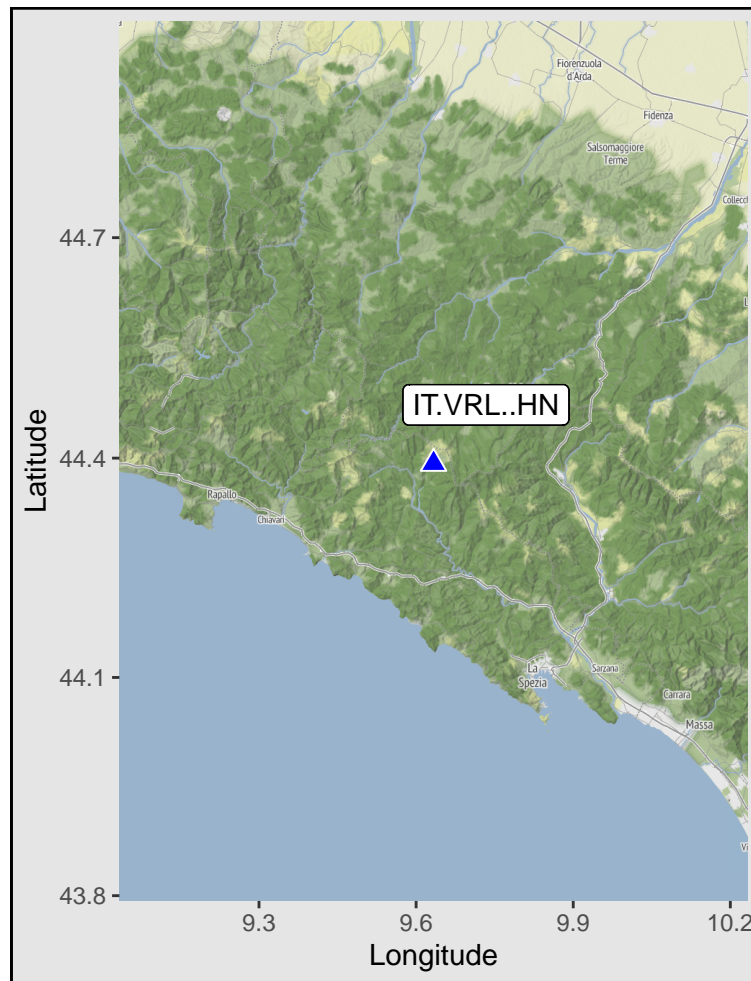 Fiorenzuola
d'Arda
Fidenza
Salsomaggiore
Terme
Collecc
44.7
IT.VRL..HN
Latitude
44.4
Rapallo
Chiavari
44.1
La
Spezia
Sarzana
Carrara
Massa
43.8
9.3
9.6
9.9
10.2
Longitude